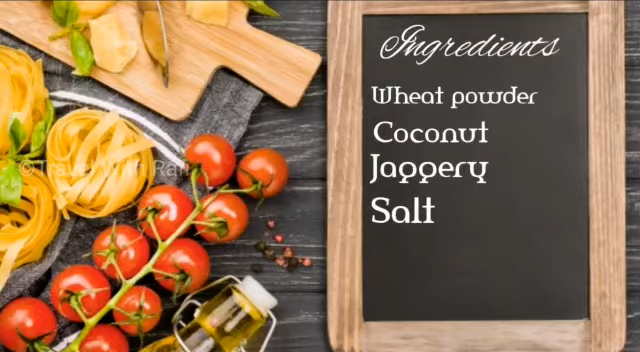 Ingredients
Wheat powder
Coconut
Jaggery
Salt